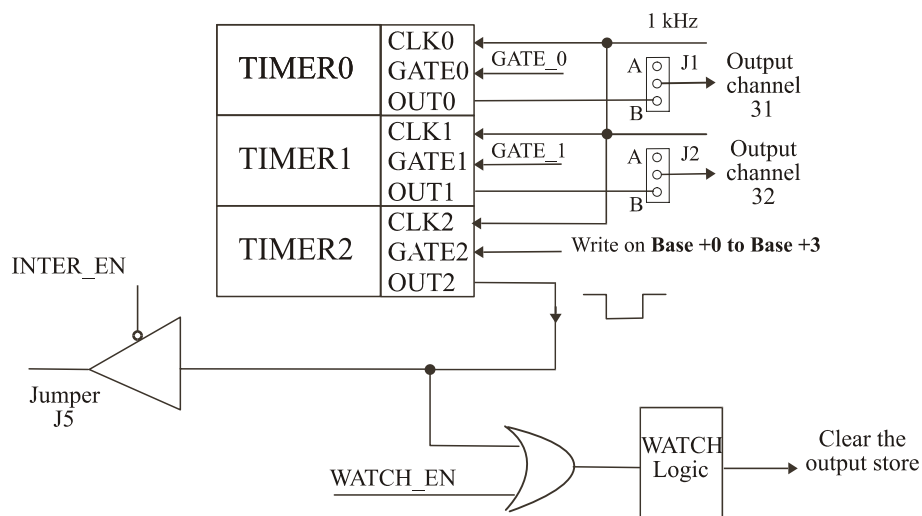 1 kHz
TIMER0
CLK0
GATE0
OUT0
GATE_0
A
J1
B
Output
channel
31
TIMER1
CLK1
GATE1
OUT1
GATE_1
A
J2
B
Output
channel
32
TIMER2
CLK2
GATE2
OUT2
Write on Base +0 to Base +3
INTER_EN
Jumper
J5
WATCH_EN
WATCH
Logic
Clear the
output store